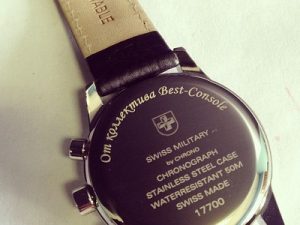 От коллектива Best-Console
SWISS MILITARY
by CHRONO
CHRONOGRAPH
STAINLESS STEEL CASE
WATERRESISTANT 50M
SWISS MADE
17700